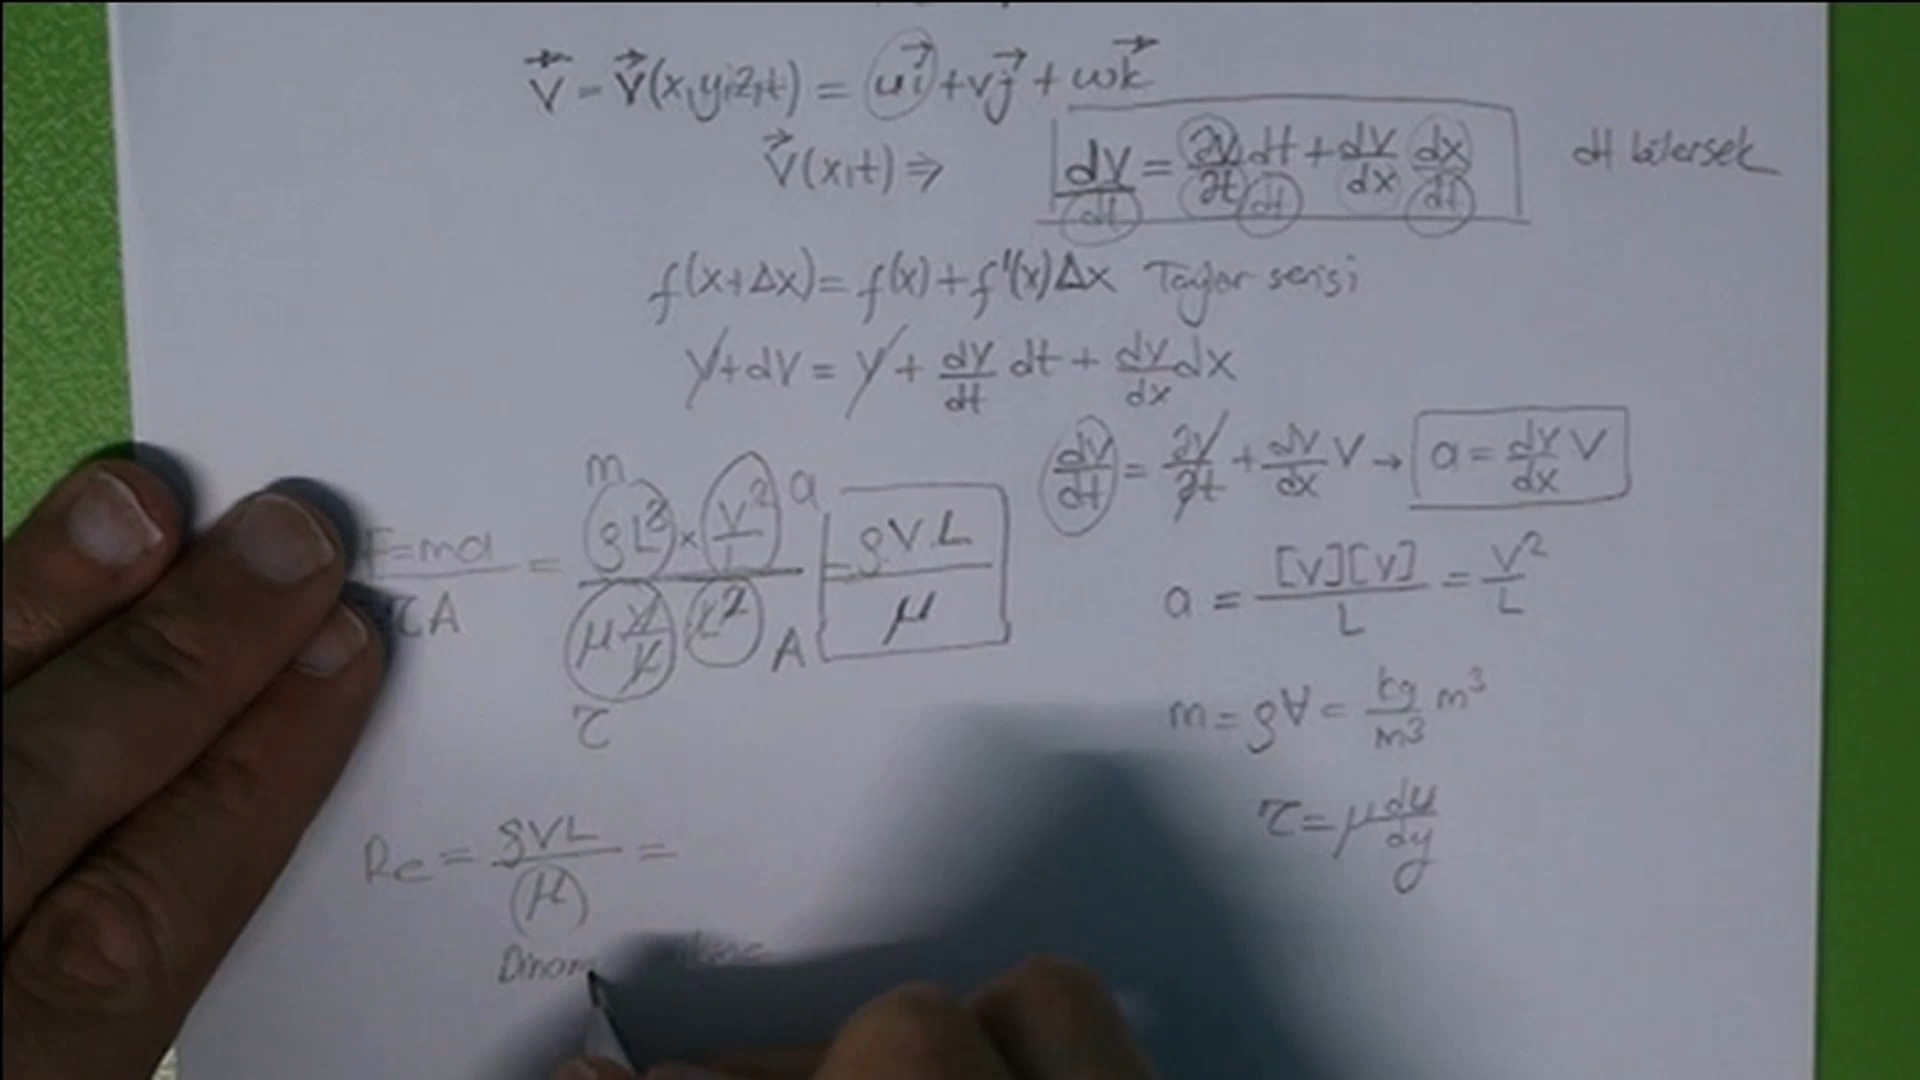 V⃗ = V⃗(x,y,z,t) = ui⃗ + vj⃗ + wk⃗
V⃗(x,t) ⇒ dV/dt = ∂V/∂t dt/dt + dV/dx dx/dt dt bölersek
f(x+Δx) = f(x) + f'(x)Δx Taylor serisi
V + dV = V + dV/dt dt + dV/dx dx
dV/dt = ∂V/∂t + dV/dx V → a = dV/dx V
F=ma / τA = m ρL³ × V²/L a / μ V/L L² A = ρVL / μ
τ
a = [V][V] / L = V²/L
m = ρV = kg/m³ m³
τ = μ du/dy
Re = ρVL / μ =
Dinam